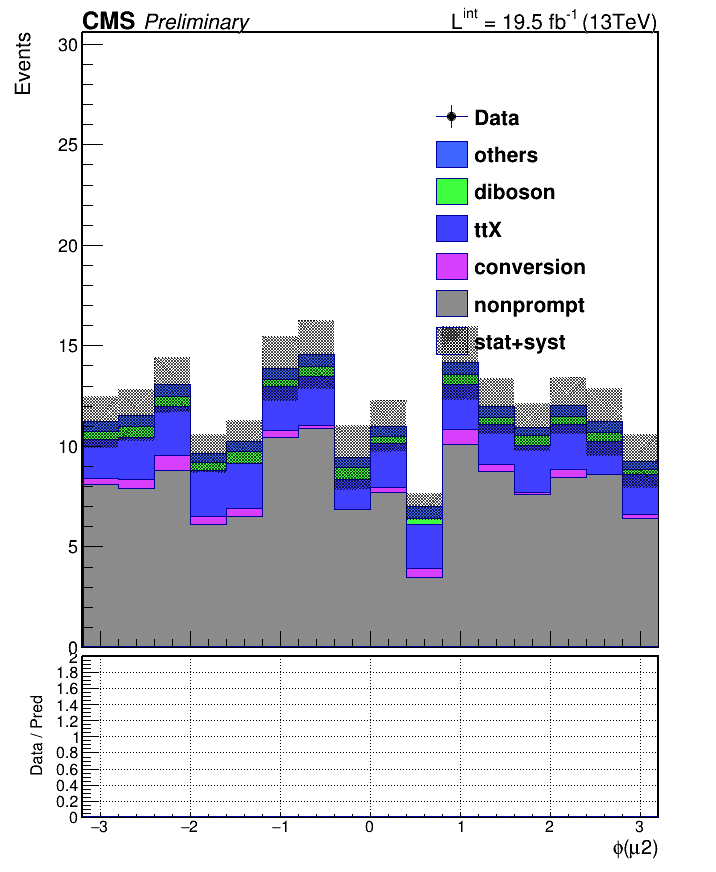 CMS Preliminary
L^int = 19.5 fb^-1 (13TeV)
Events
30
25
20
15
10
5
0
Data
others
diboson
ttX
conversion
nonprompt
stat+syst
Data / Pred
2
1.8
1.6
1.4
1.2
1
0.8
0.6
0.4
0.2
0
−3 −2 −1 0 1 2 3
ϕ(μ2)